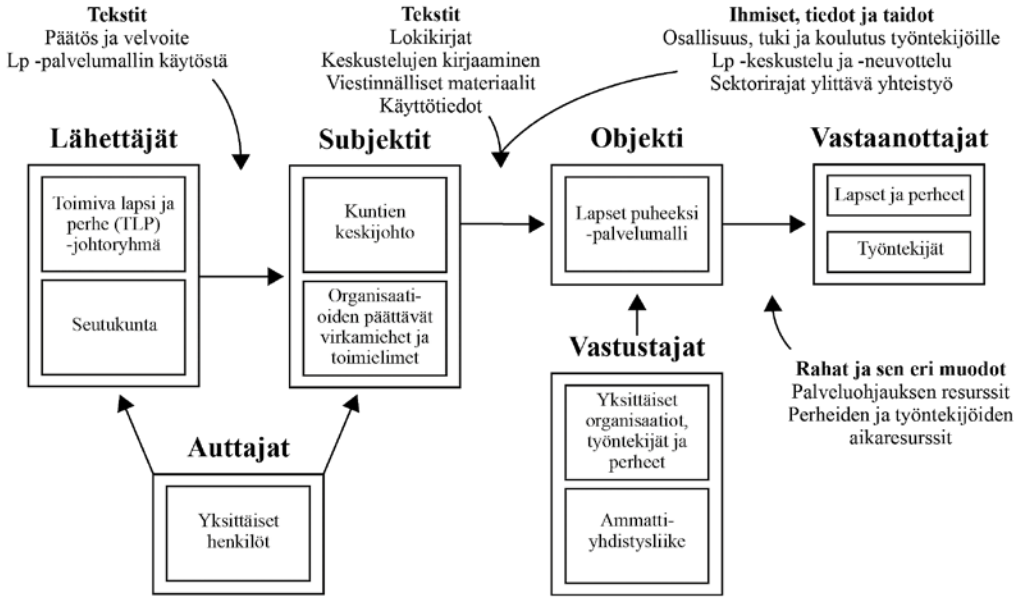 Tekstit
Päätös ja velvoite
Lp -palvelumallin käytöstä
Tekstit
Lokikirjat
Keskustelujen kirjaaminen
Viestinnälliset materiaalit
Käyttötiedot
Ihmiset, tiedot ja taidot
Osallisuus, tuki ja koulutus työntekijöille
Lp -keskustelu ja -neuvottelu
Sektorirajat ylittävä yhteistyö
Lähettäjät
Toimiva lapsi ja
perhe (TLP)
-johtoryhmä
Seutukunta
Subjektit
Kuntien
keskijohto
Organisaati-
oiden päättävät
virkamiehet ja
toimielimet
Objekti
Lapset puheeksi
-palvelumalli
Vastaanottajat
Lapset ja perheet
Työntekijät
Auttajat
Yksittäiset
henkilöt
Vastustajat
Yksittäiset
organisaatiot,
työntekijät ja
perheet
Ammatti-
yhdistysliike
Rahat ja sen eri muodot
Palveluohjauksen resurssit
Perheiden ja työntekijöiden
aikaresurssit